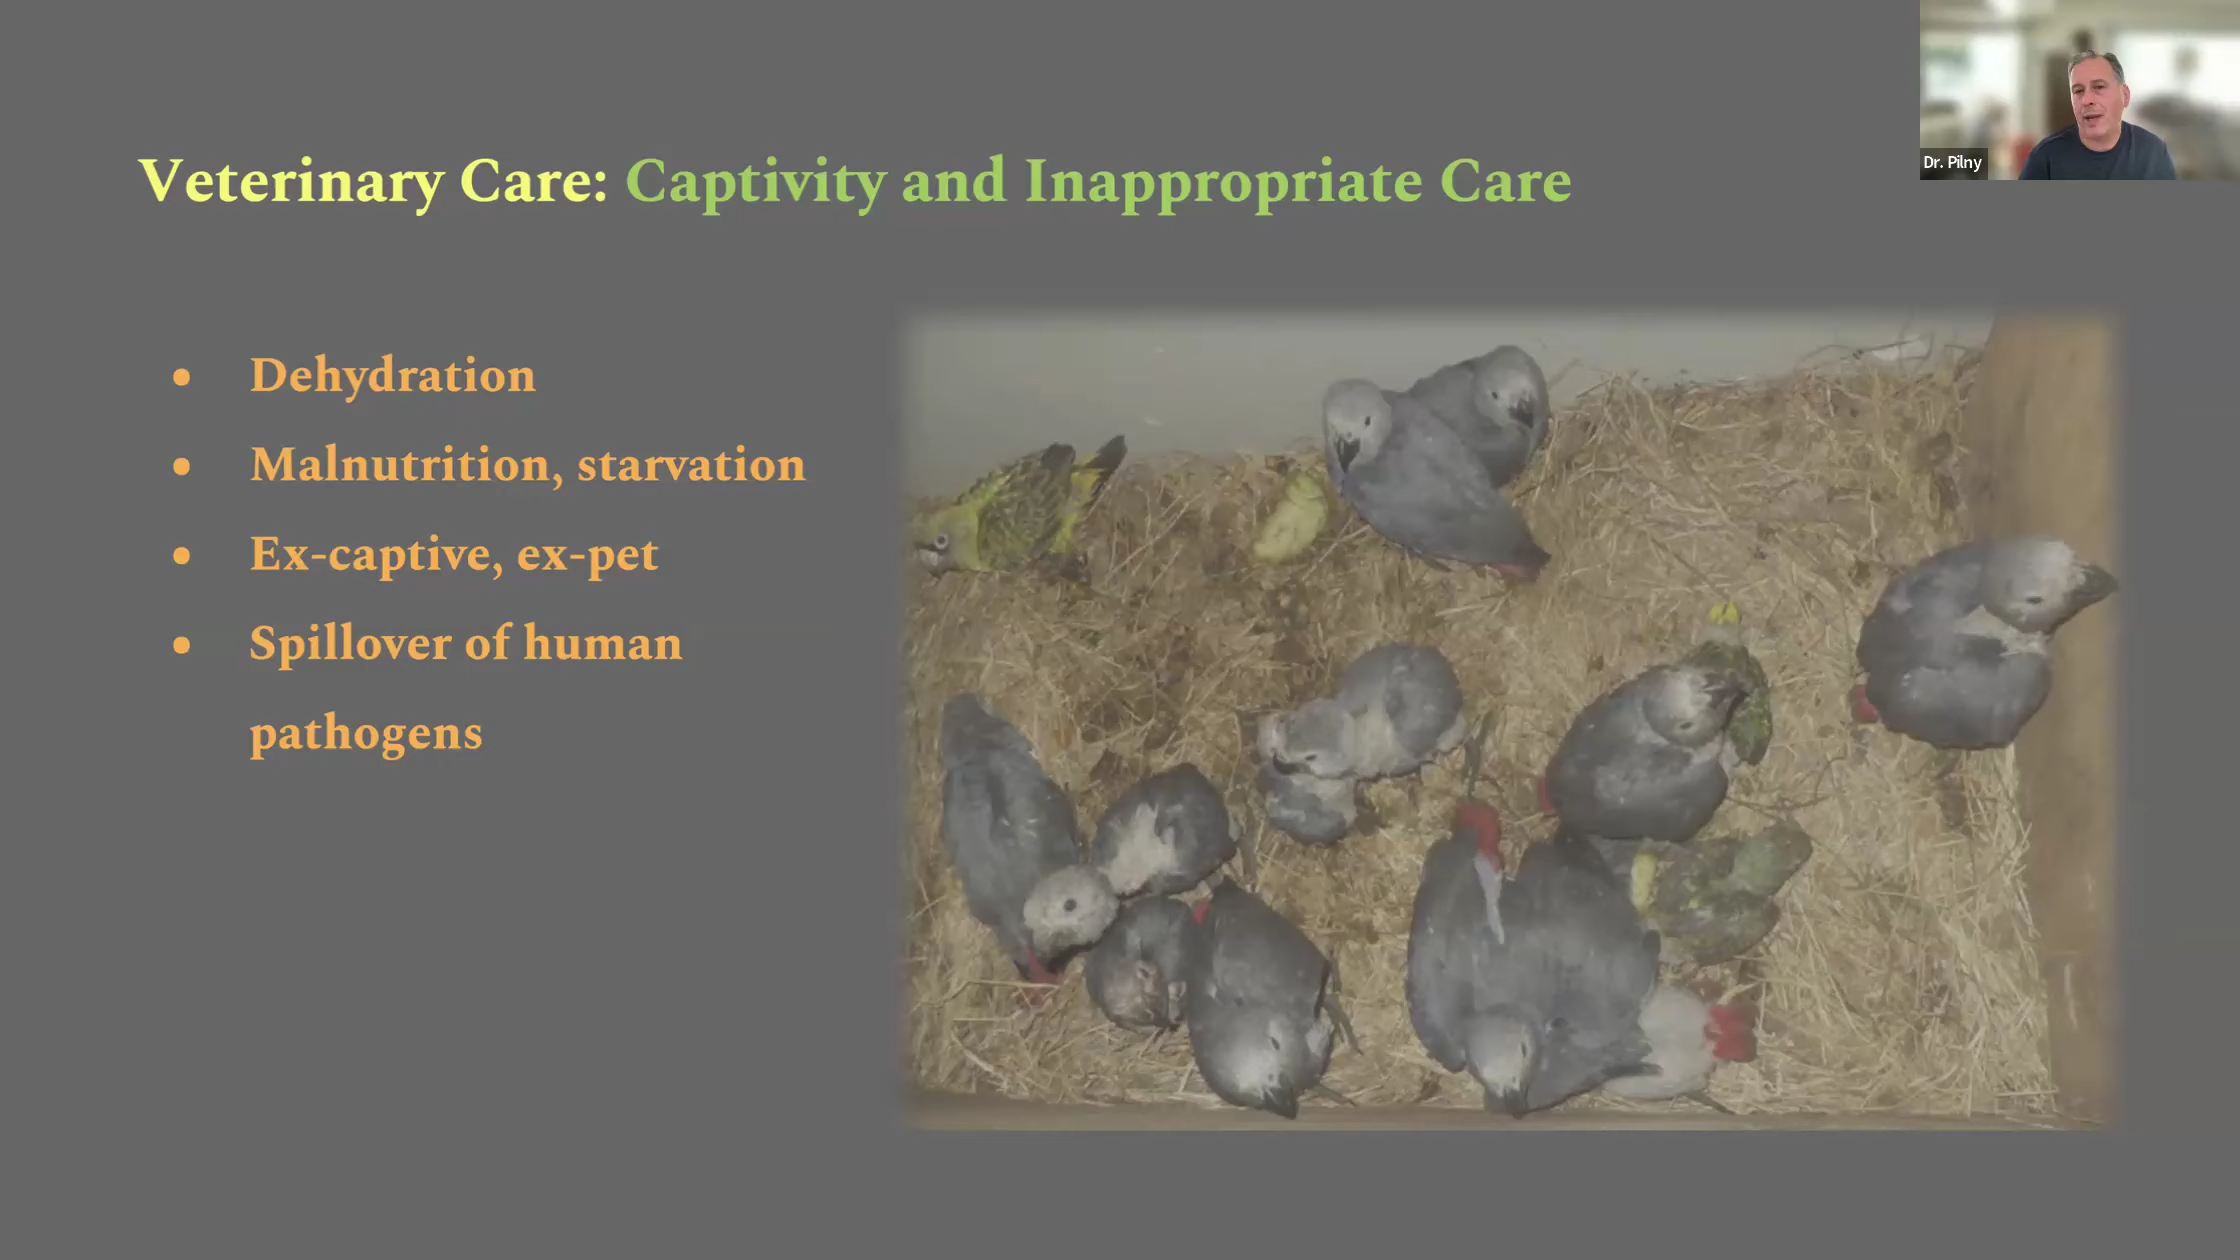 Dr. Pilny
Veterinary Care: Captivity and Inappropriate Care
• Dehydration
• Malnutrition, starvation
• Ex-captive, ex-pet
• Spillover of human
pathogens